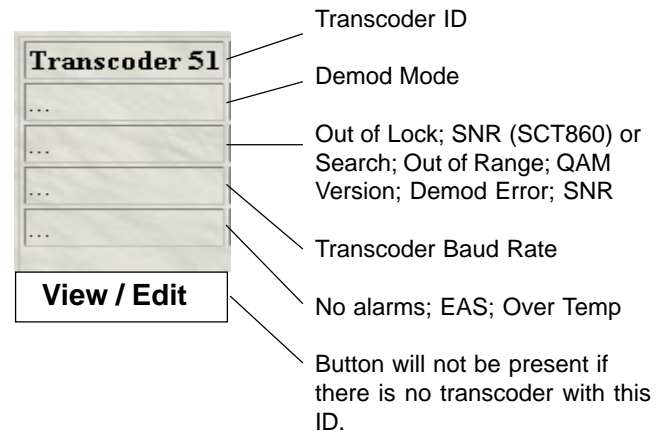 Transcoder ID
Transcoder 51
Demod Mode
...
Out of Lock; SNR (SCT860) or
Search; Out of Range; QAM
Version; Demod Error; SNR
...
Transcoder Baud Rate
...
No alarms; EAS; Over Temp
...
View / Edit
Button will not be present if
there is no transcoder with this
ID.